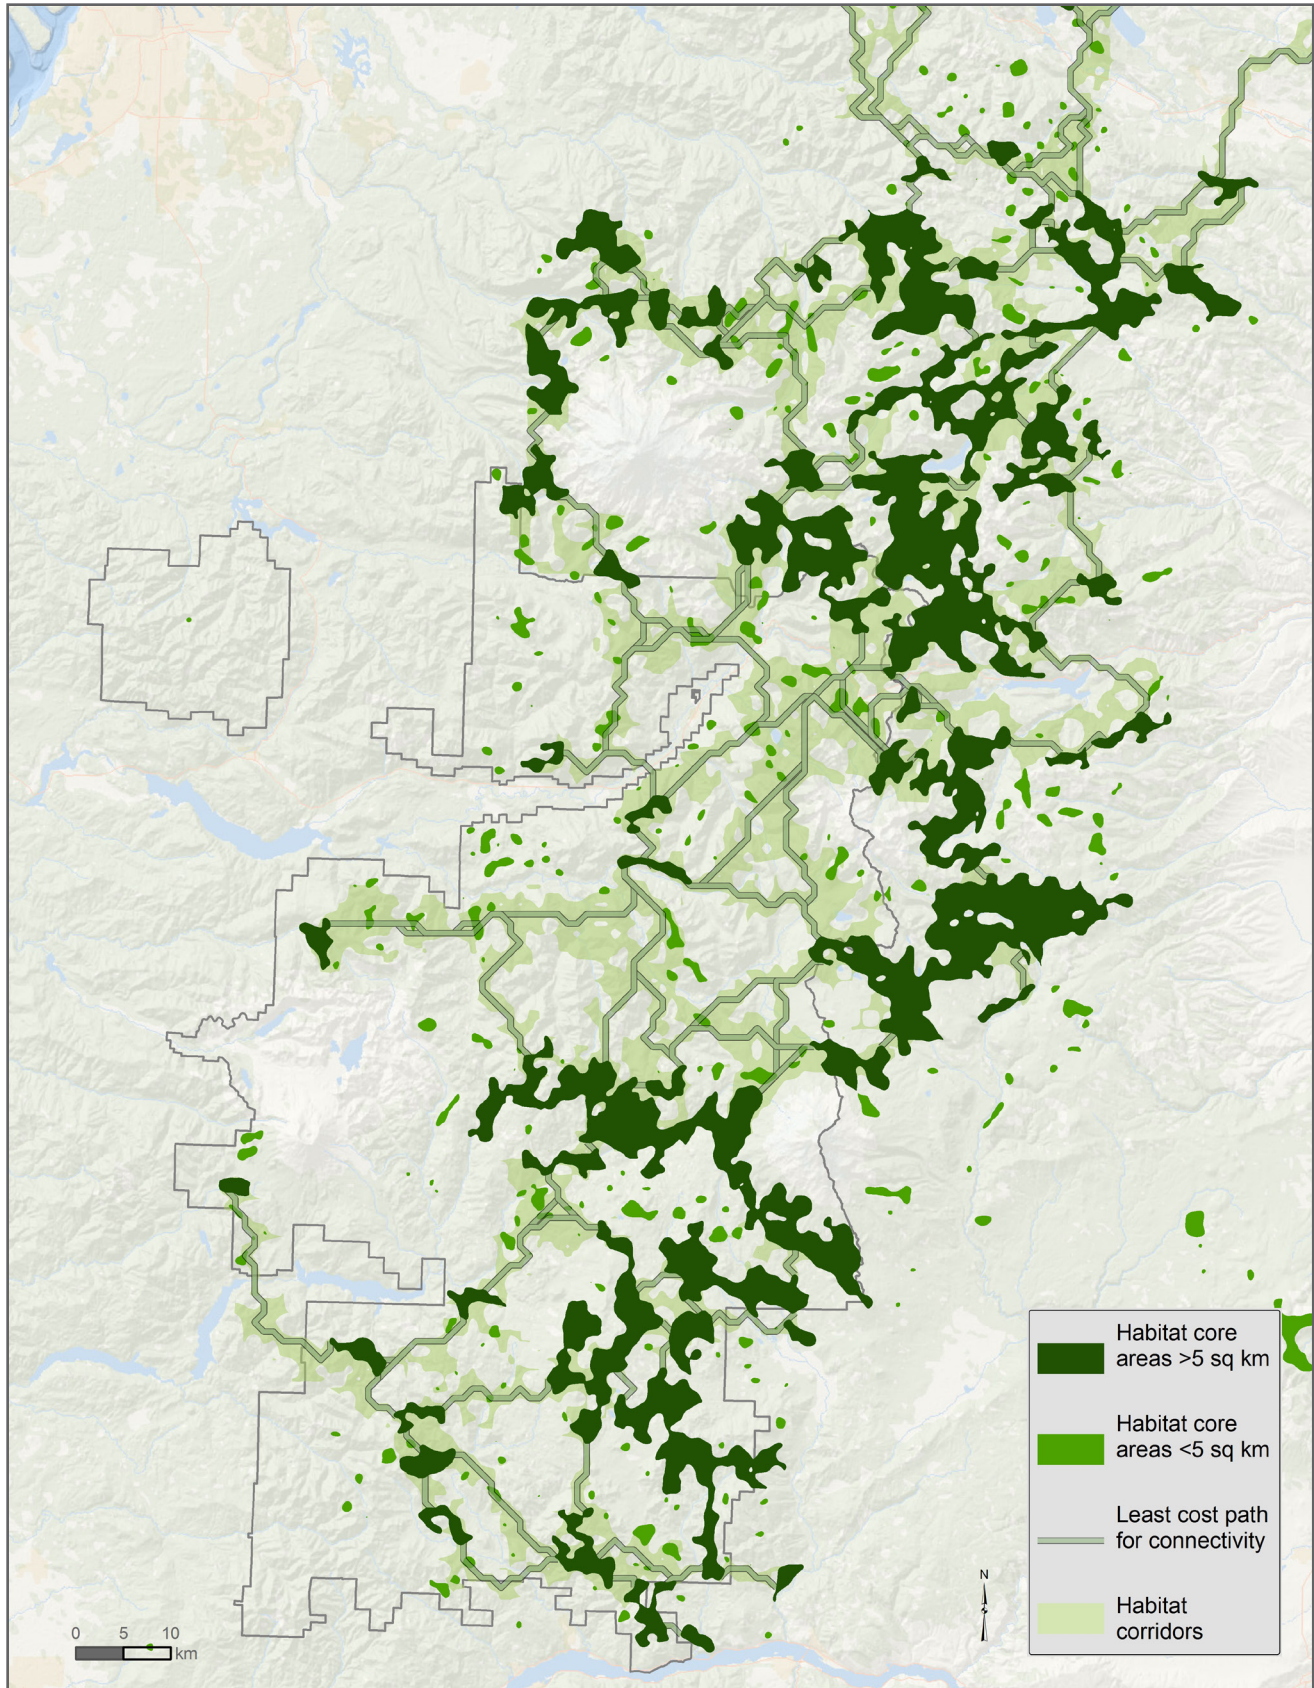 Habitat core
areas >5 sq km
Habitat core
areas <5 sq km
Least cost path
for connectivity
Habitat
corridors
N
0 5 10
km